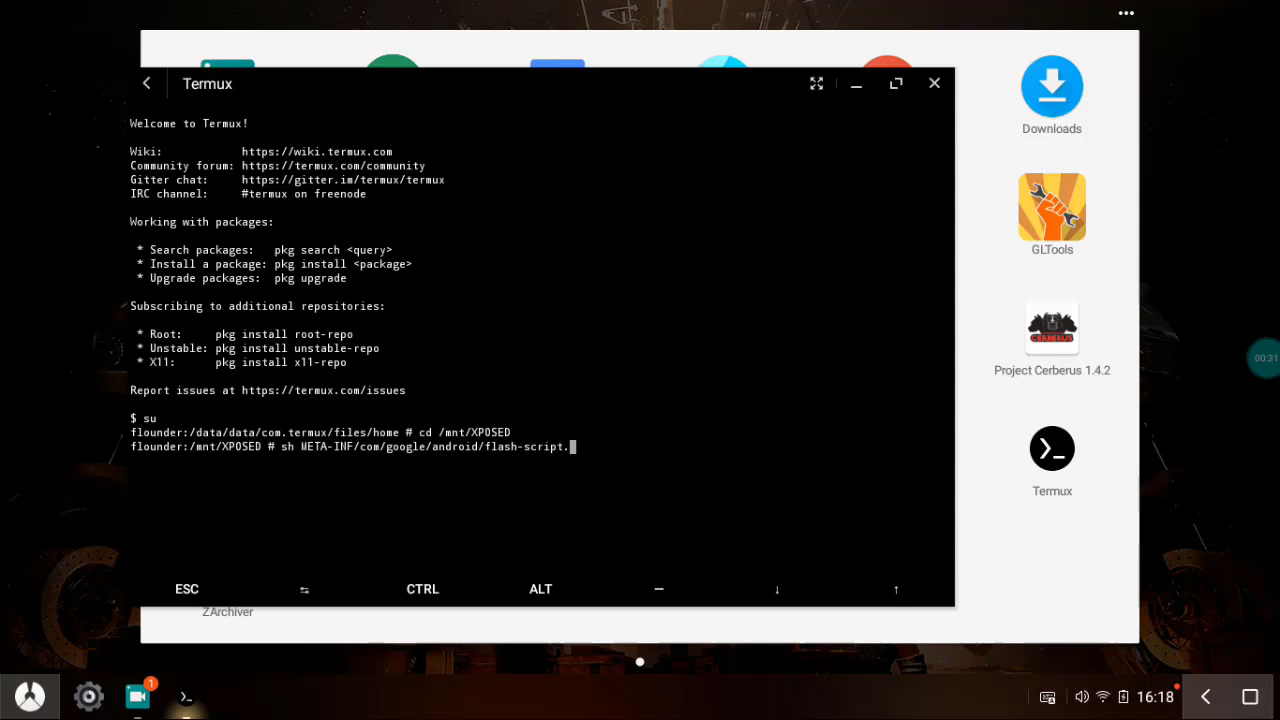 Termux
Welcome to Termux!
Wiki: https://wiki.termux.com
Community forum: https://termux.com/community
Gitter chat: https://gitter.im/termux/termux
IRC channel: #termux on freenode
Working with packages:
* Search packages: pkg search <query>
* Install a package: pkg install <package>
* Upgrade packages: pkg upgrade
Subscribing to additional repositories:
* Root: pkg install root-repo
* Unstable: pkg install unstable-repo
* X11: pkg install x11-repo
Report issues at https://termux.com/issues
$ su
flounder:/data/data/com.termux/files/home # cd /mnt/XPOSED
flounder:/mnt/XPOSED # sh META-INF/com/google/android/flash-script.
ESC CTRL ALT — ↓ ↑
ZArchiver
Downloads
GLTools
CERBERUS
Project Cerberus 1.4.2
>_
Termux
00:31
1
>_
16:18